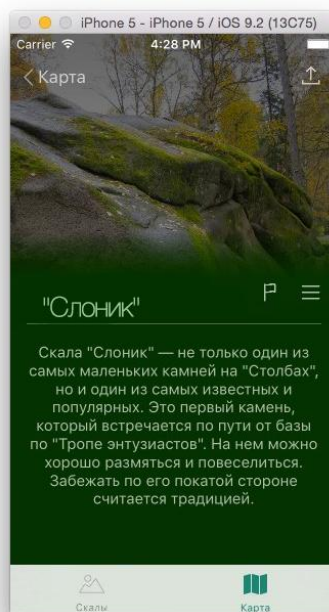 iPhone 5 - iPhone 5 / iOS 9.2 (13C75)
Carrier 4:28 PM
Карта
"Слоник"
Скала "Слоник" — не только один из
самых маленьких камней на "Столбах",
но и один из самых известных и
популярных. Это первый камень,
который встречается по пути от базы
по "Тропе энтузиастов". На нем можно
хорошо размяться и повеселиться.
Забежать по его покатой стороне
считается традицией.
Скалы Карта